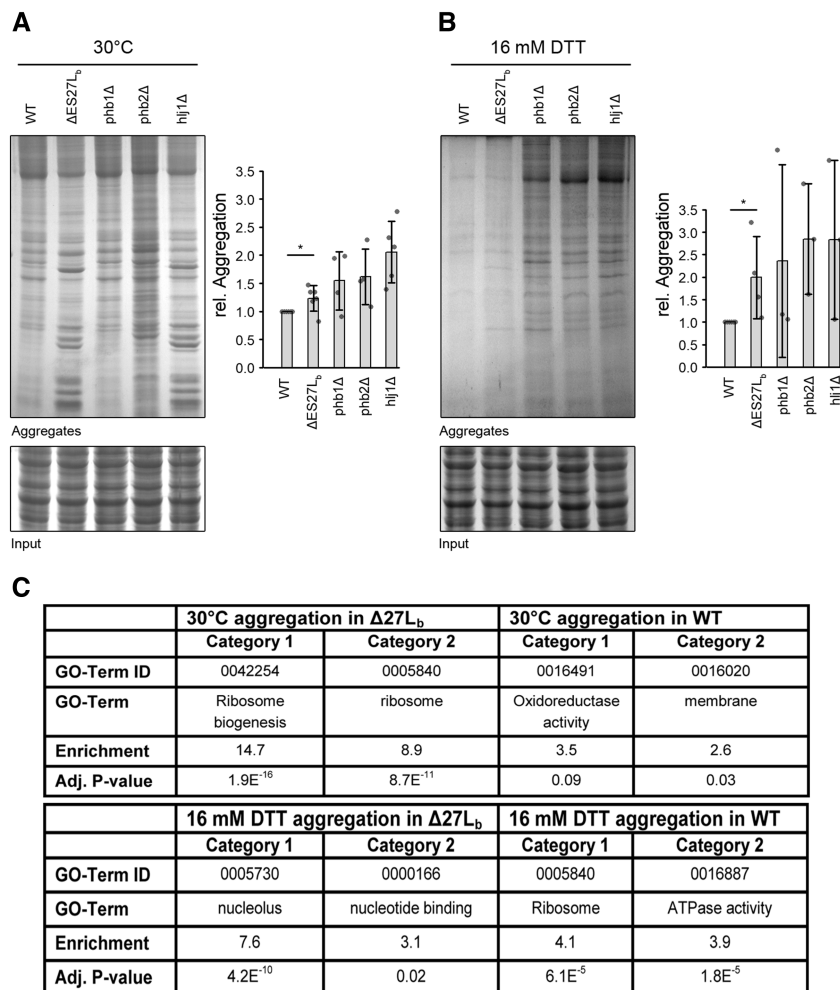 A
30°C
WT
ΔES27Lb
phb1Δ
phb2Δ
hlj1Δ
Aggregates
Input
rel. Aggregation
3.5
3.0
2.5
2.0
1.5
1.0
0.5
0.0
*
WT
ΔES27Lb
phb1Δ
phb2Δ
hlj1Δ
B
16 mM DTT
WT
ΔES27Lb
phb1Δ
phb2Δ
hlj1Δ
Aggregates
Input
rel. Aggregation
3.5
3.0
2.5
2.0
1.5
1.0
0.5
0.0
*
WT
ΔES27Lb
phb1Δ
phb2Δ
hlj1Δ
C
30°C aggregation in Δ27Lb 30°C aggregation in WT
Category 1 Category 2 Category 1 Category 2
GO-Term ID 0042254 0005840 0016491 0016020
GO-Term Ribosome ribosome Oxidoreductase membrane
biogenesis activity
Enrichment 14.7 8.9 3.5 2.6
Adj. P-value 1.9E-16 8.7E-11 0.09 0.03
16 mM DTT aggregation in Δ27Lb 16 mM DTT aggregation in WT
Category 1 Category 2 Category 1 Category 2
GO-Term ID 0005730 0000166 0005840 0016887
GO-Term nucleolus nucleotide binding Ribosome ATPase activity
Enrichment 7.6 3.1 4.1 3.9
Adj. P-value 4.2E-10 0.02 6.1E-5 1.8E-5